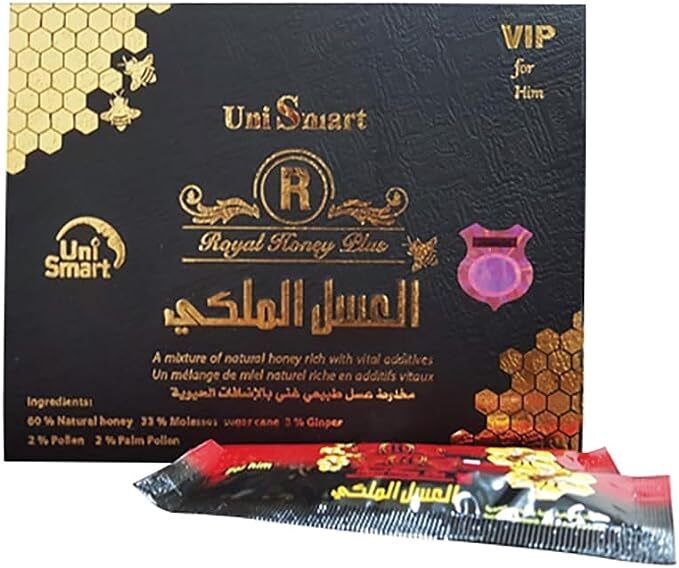 VIP
for
Him
Uni Smart
R
Royal Honey Plus
Uni
Smart
العسل الملكي
A mixture of natural honey rich with vital additives
Un mélange de miel naturel riche en additifs vitaux
مخلوط عسل طبيعي غني بالإضافات الحيوية
Ingredients:
60 % Natural honey 33 % Molasses sugar cane 3 % Ginger
2 % Pollen 2 % Palm Pollen
for him
العسل الملكي